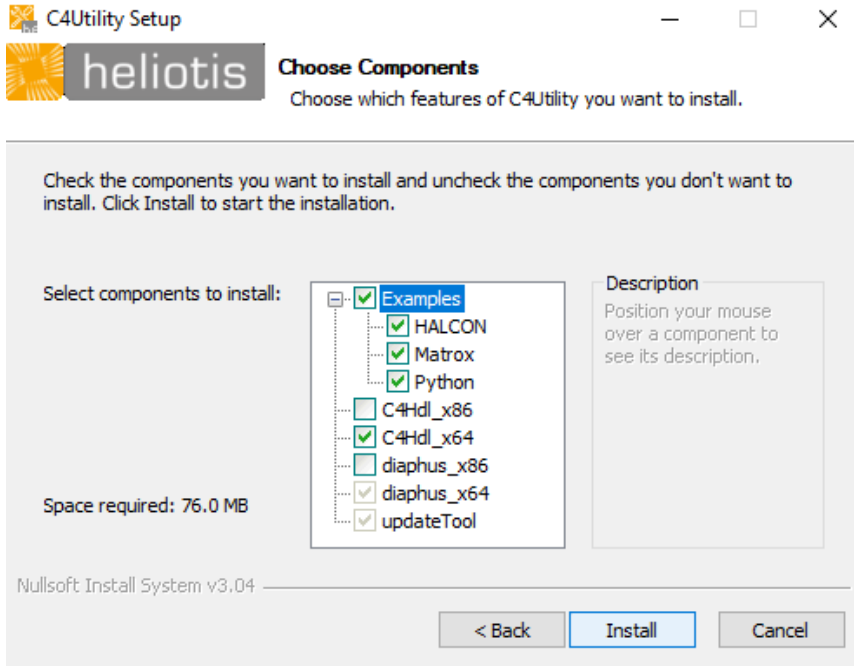 C4Utility Setup
heliotis
Choose Components
Choose which features of C4Utility you want to install.
Check the components you want to install and uncheck the components you don't want to
install. Click Install to start the installation.
Select components to install:
Examples
HALCON
Matrox
Python
C4Hdl_x86
C4Hdl_x64
diaphus_x86
diaphus_x64
updateTool
Space required: 76.0 MB
Description
Position your mouse
over a component to
see its description.
Nullsoft Install System v3.04
< Back
Install
Cancel